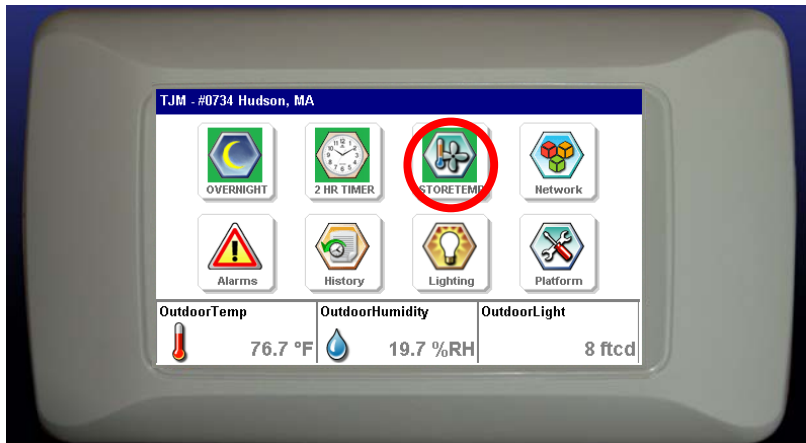 TJM - #0734 Hudson, MA
OVERNIGHT
2 HR TIMER
STORETEMP
Network
Alarms
History
Lighting
Platform
OutdoorTemp
OutdoorHumidity
OutdoorLight
76.7 °F
19.7 %RH
8 ftcd